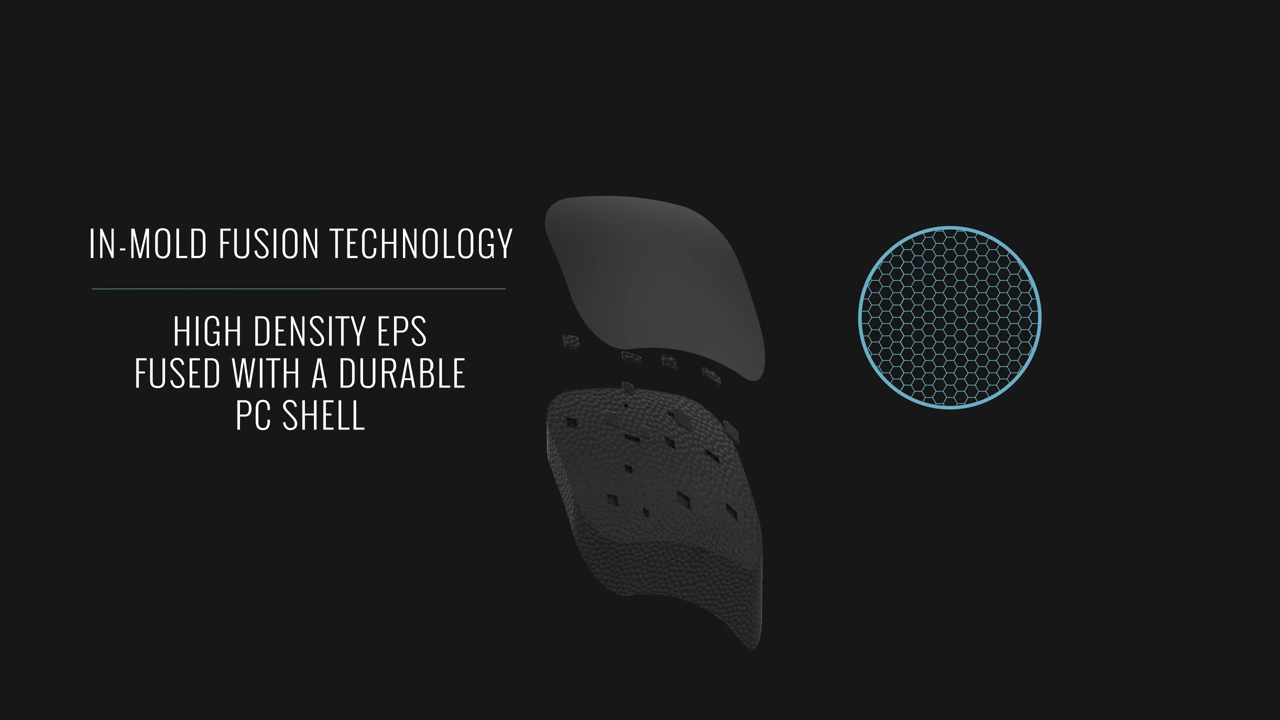 IN-MOLD FUSION TECHNOLOGY
HIGH DENSITY EPS
FUSED WITH A DURABLE
PC SHELL